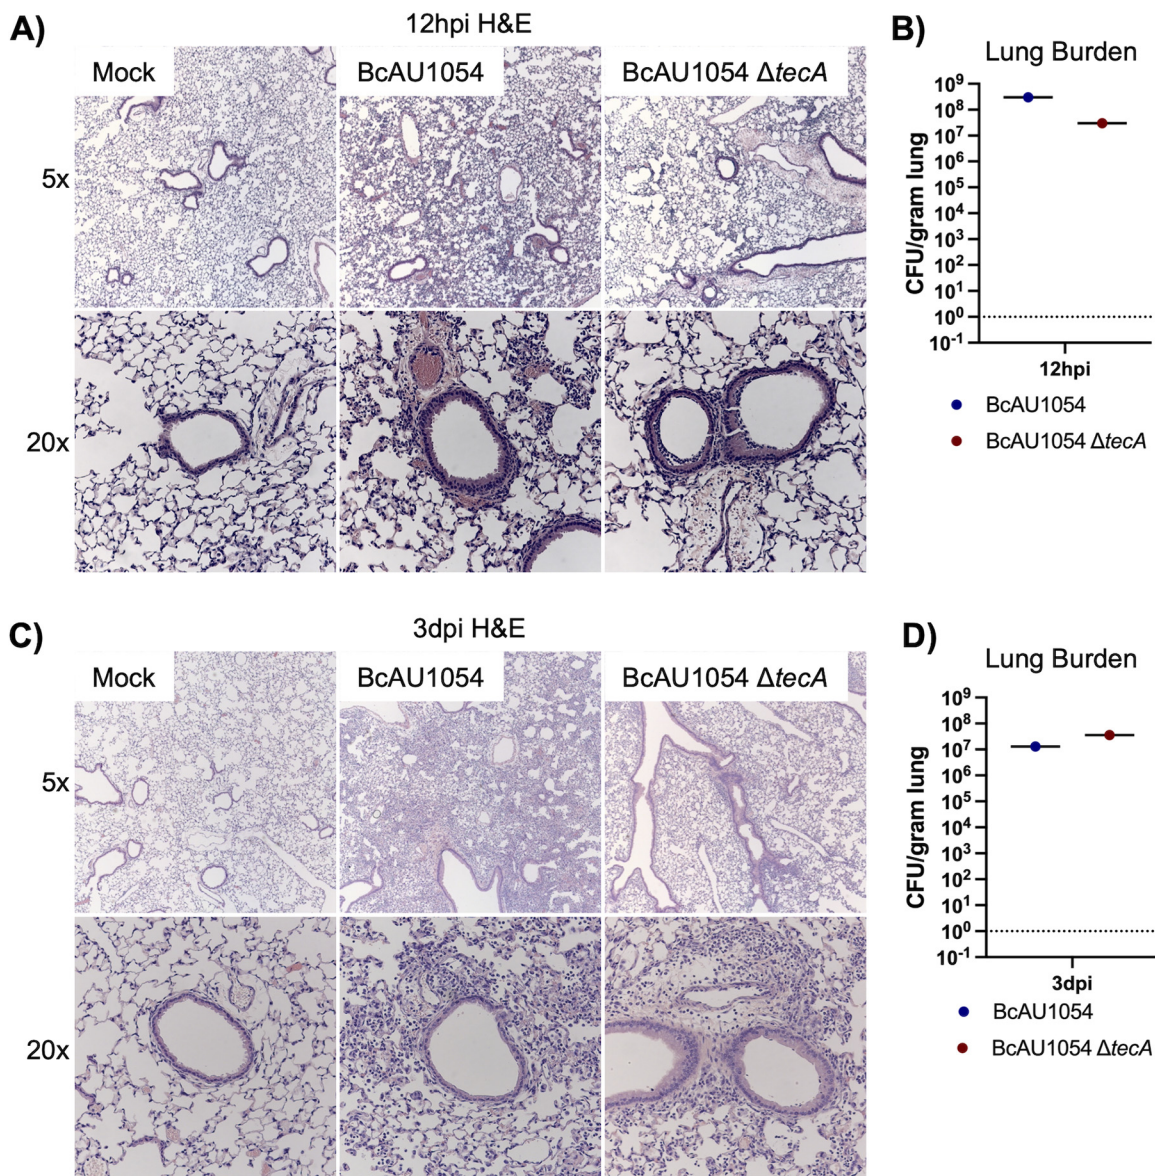 A)
12hpi H&E
Mock
BcAU1054
BcAU1054 ΔtecA
5x
20x
B)
Lung Burden
CFU/gram lung
10⁹
10⁸
10⁷
10⁶
10⁵
10⁴
10³
10²
10¹
10⁰
10⁻¹
12hpi
BcAU1054
BcAU1054 ΔtecA
C)
3dpi H&E
Mock
BcAU1054
BcAU1054 ΔtecA
5x
20x
D)
Lung Burden
CFU/gram lung
10⁹
10⁸
10⁷
10⁶
10⁵
10⁴
10³
10²
10¹
10⁰
10⁻¹
3dpi
BcAU1054
BcAU1054 ΔtecA